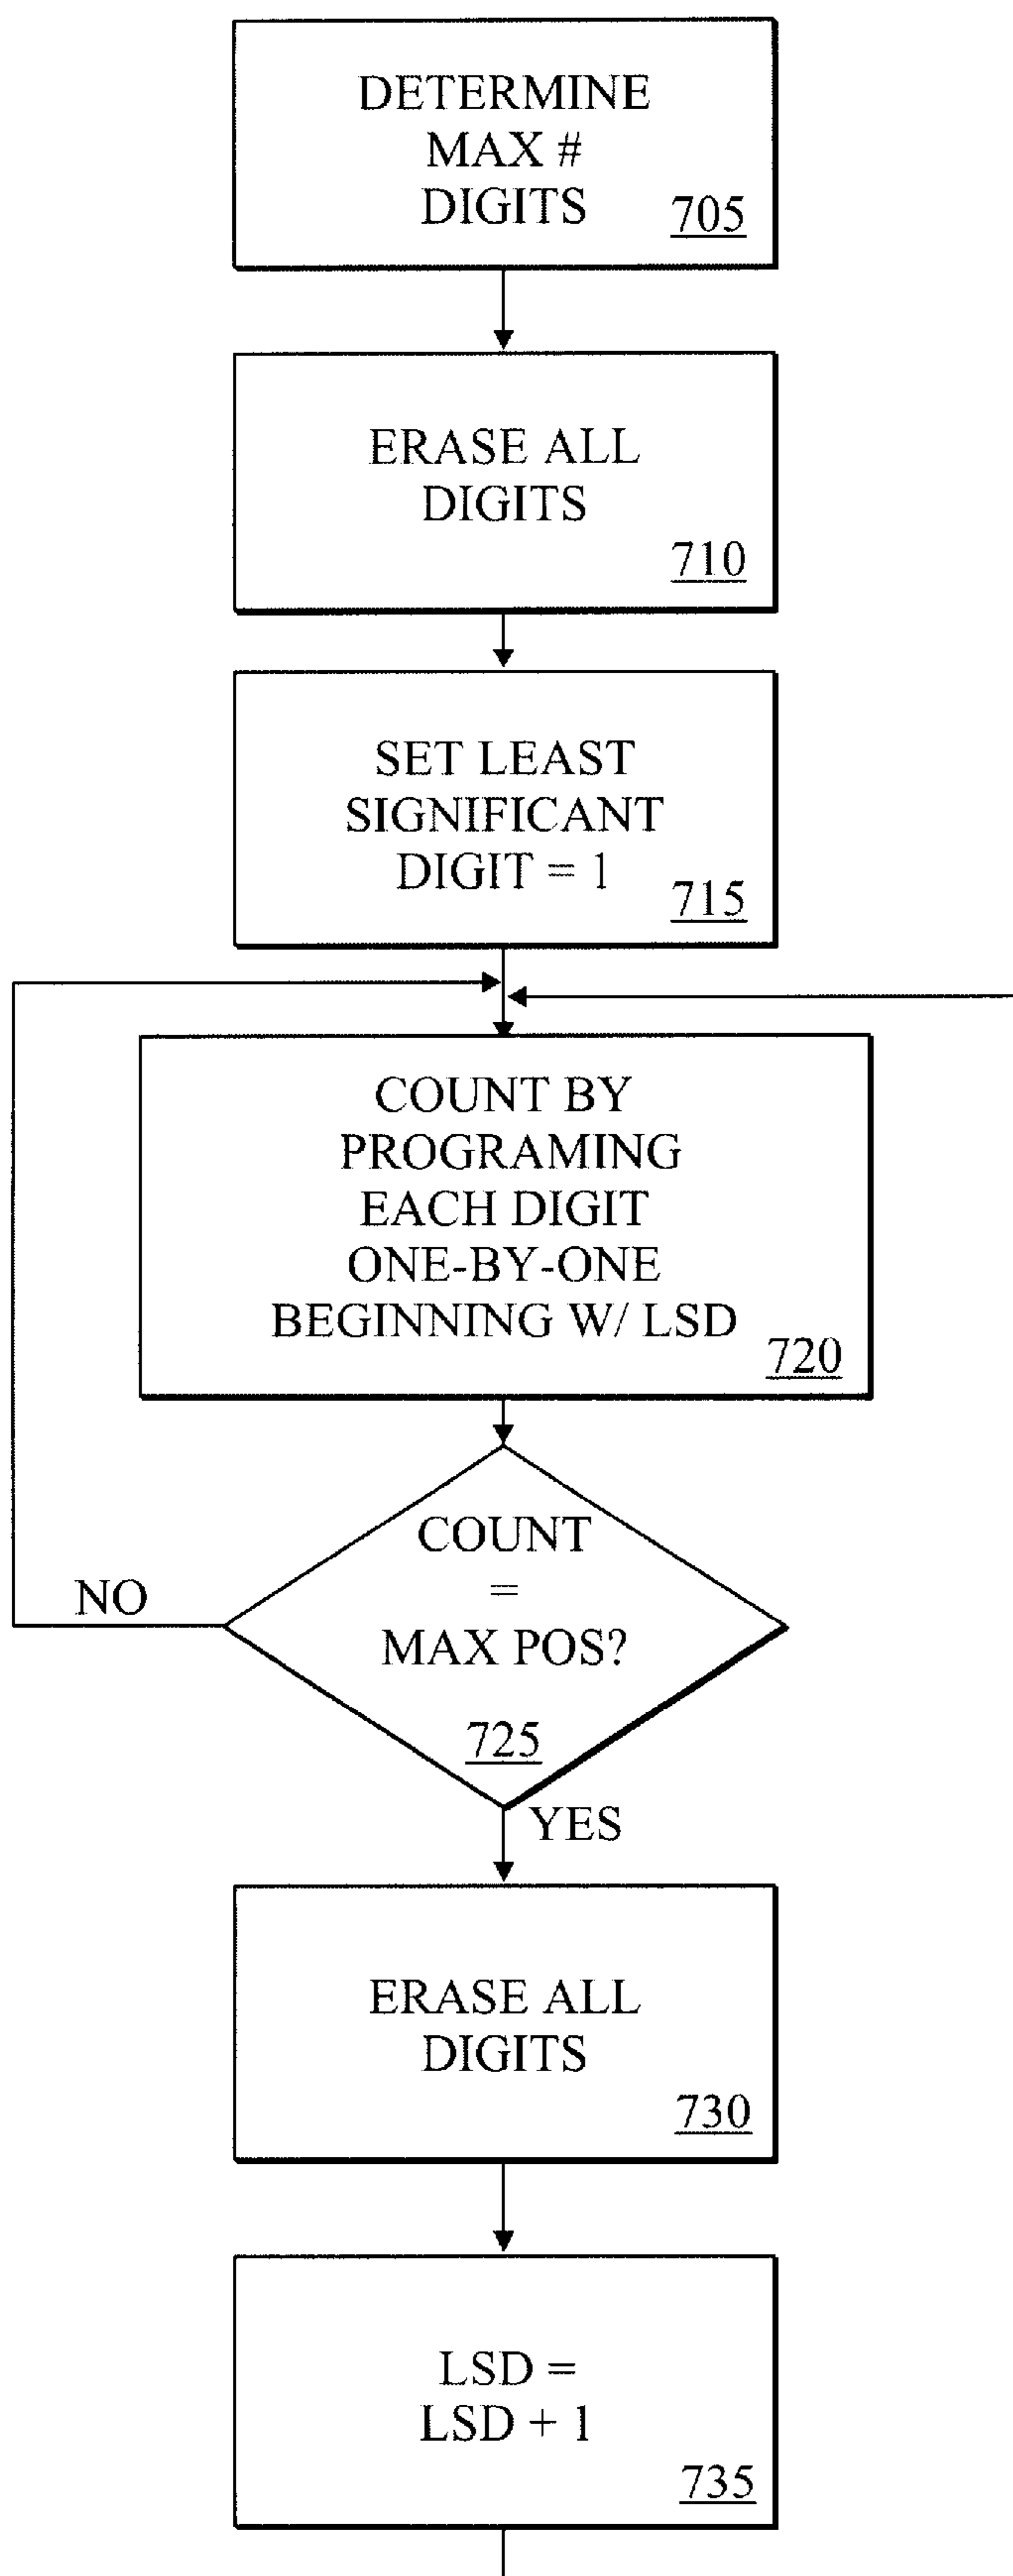 DETERMINE
MAX #
DIGITS
705
ERASE ALL
DIGITS
710
SET LEAST
SIGNIFICANT
DIGIT = 1
715
COUNT BY
PROGRAMING
EACH DIGIT
ONE-BY-ONE
BEGINNING W/ LSD
720
COUNT
=
MAX POS?
725
NO
YES
ERASE ALL
DIGITS
730
LSD =
LSD + 1
735